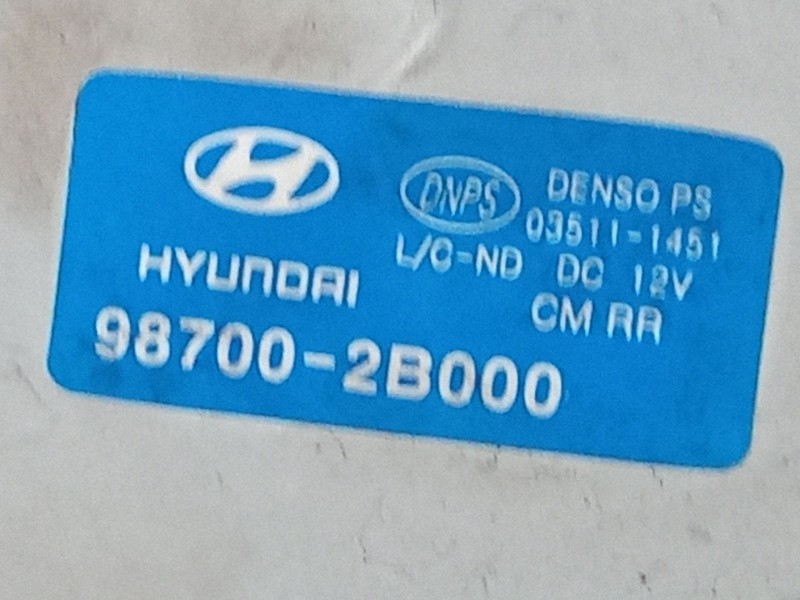 HYUNDAI
98700-2B000
DNPS
DENSO PS
03511-1451
L/C-ND DC 12V
CM RR